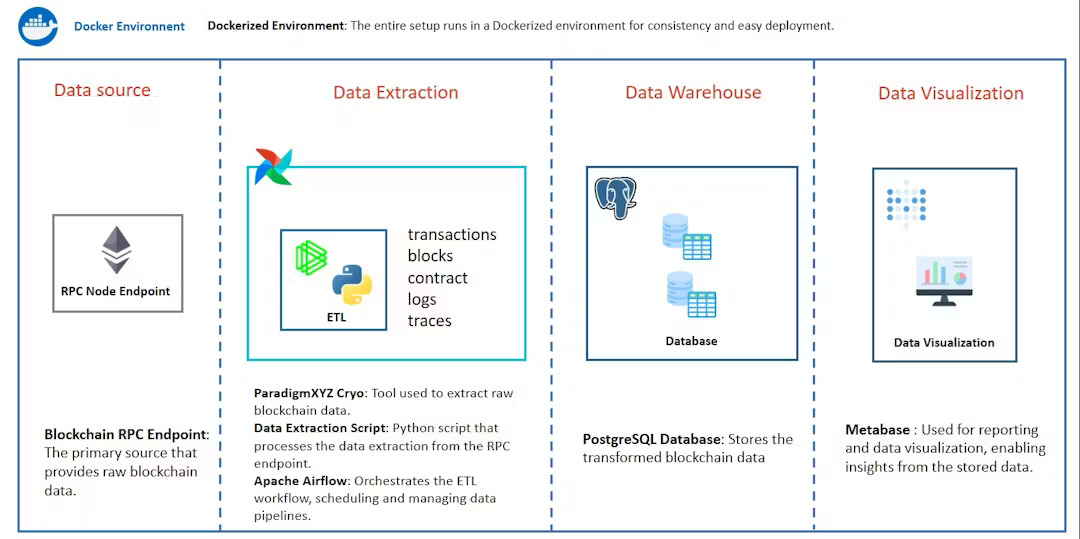 Docker Environnent
Dockerized Environment: The entire setup runs in a Dockerized environment for consistency and easy deployment.
Data source
RPC Node Endpoint
Blockchain RPC Endpoint:
The primary source that
provides raw blockchain
data.
Data Extraction
ETL
transactions
blocks
contract
logs
traces
ParadigmXYZ Cryo: Tool used to extract raw
blockchain data.
Data Extraction Script: Python script that
processes the data extraction from the RPC
endpoint.
Apache Airflow: Orchestrates the ETL
workflow, scheduling and managing data
pipelines.
Data Warehouse
Database
PostgreSQL Database: Stores the
transformed blockchain data
Data Visualization
Data Visualization
Metabase : Used for reporting
and data visualization, enabling
insights from the stored data.